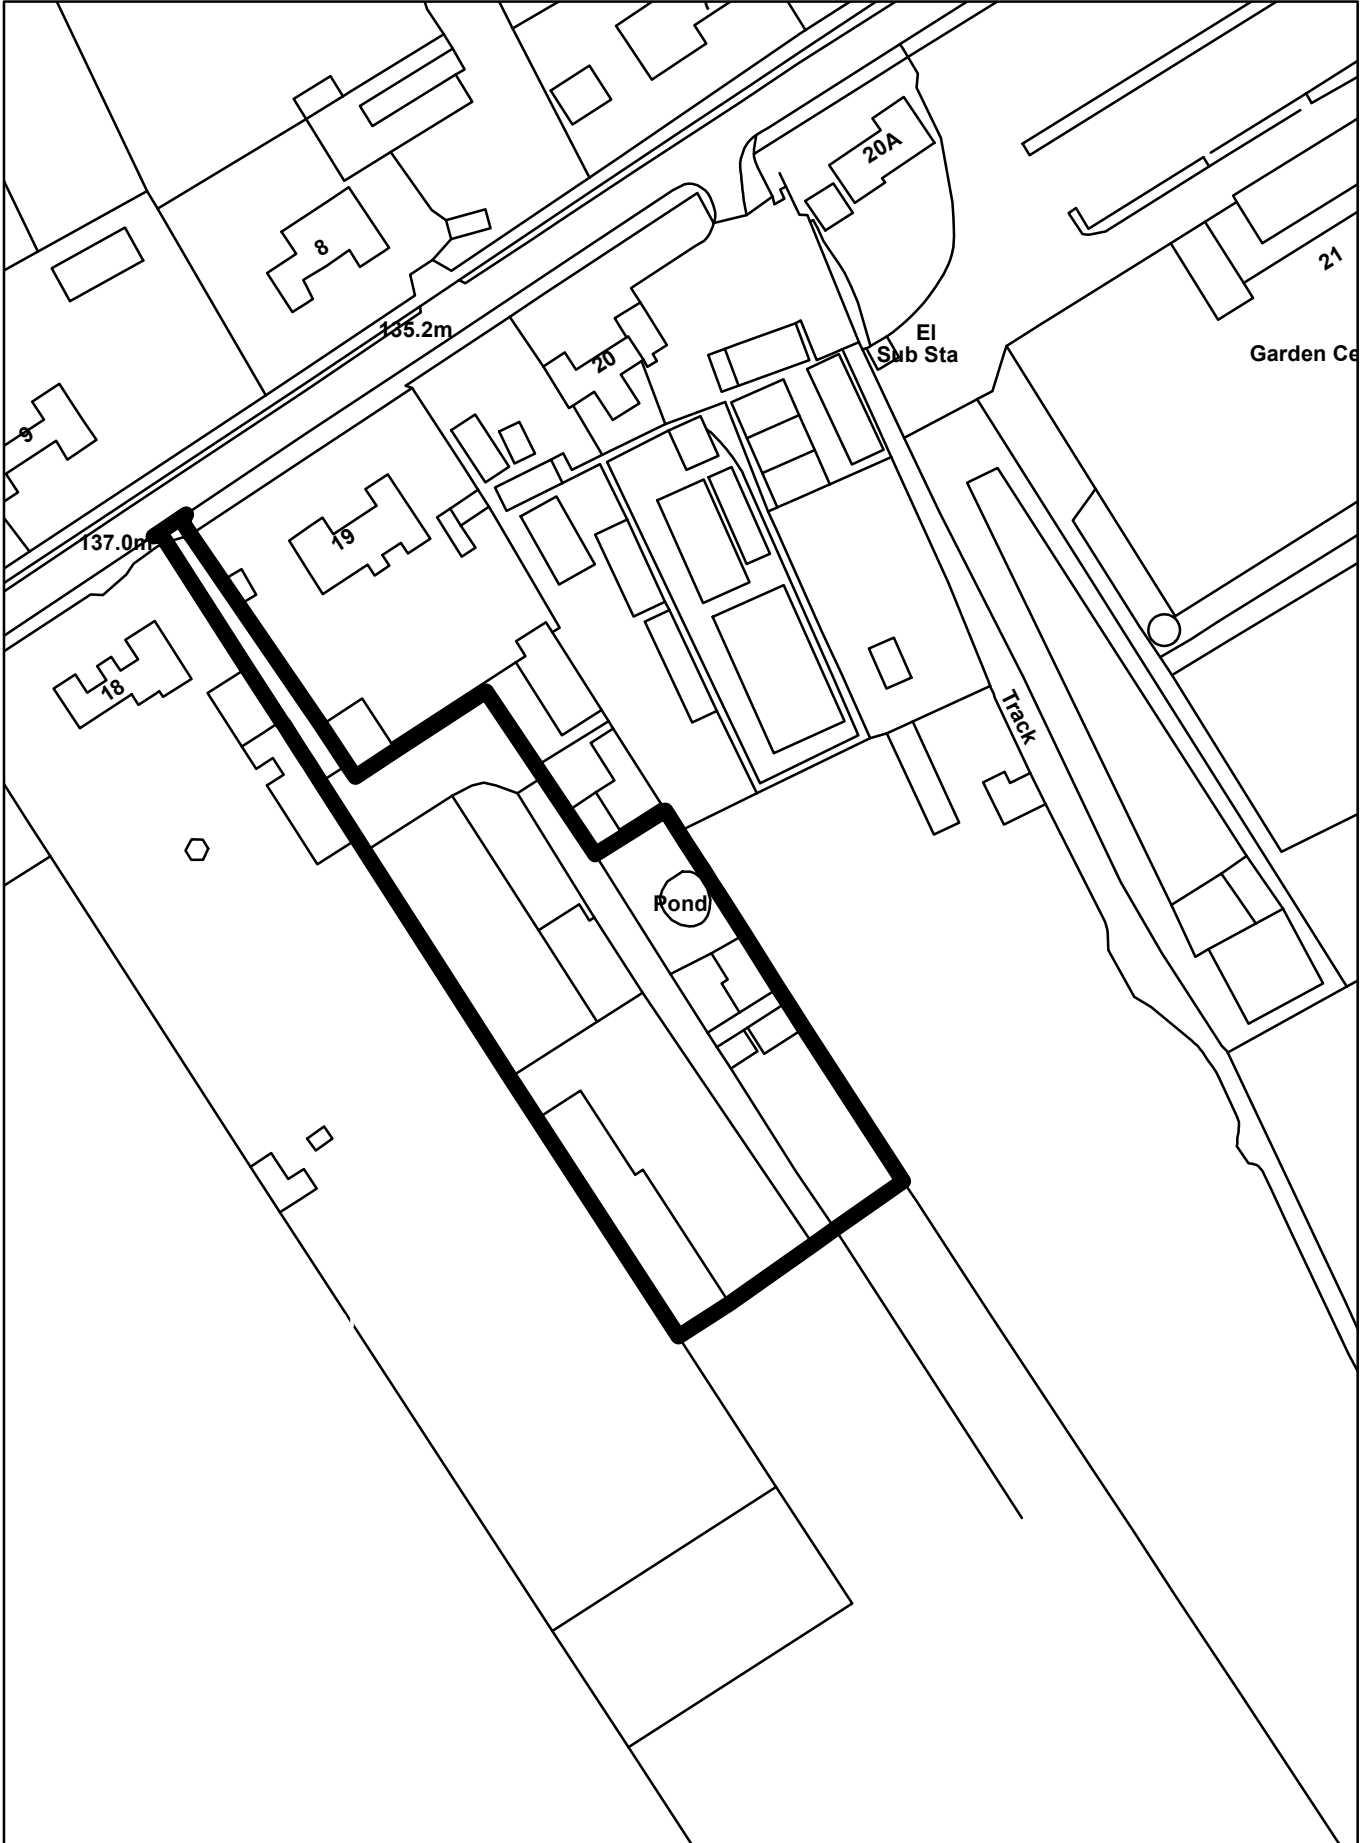 20A
8
21
135.2m
El
Sub Sta
Garden Ce
20
9
19
137.0m
18
Track
Pond